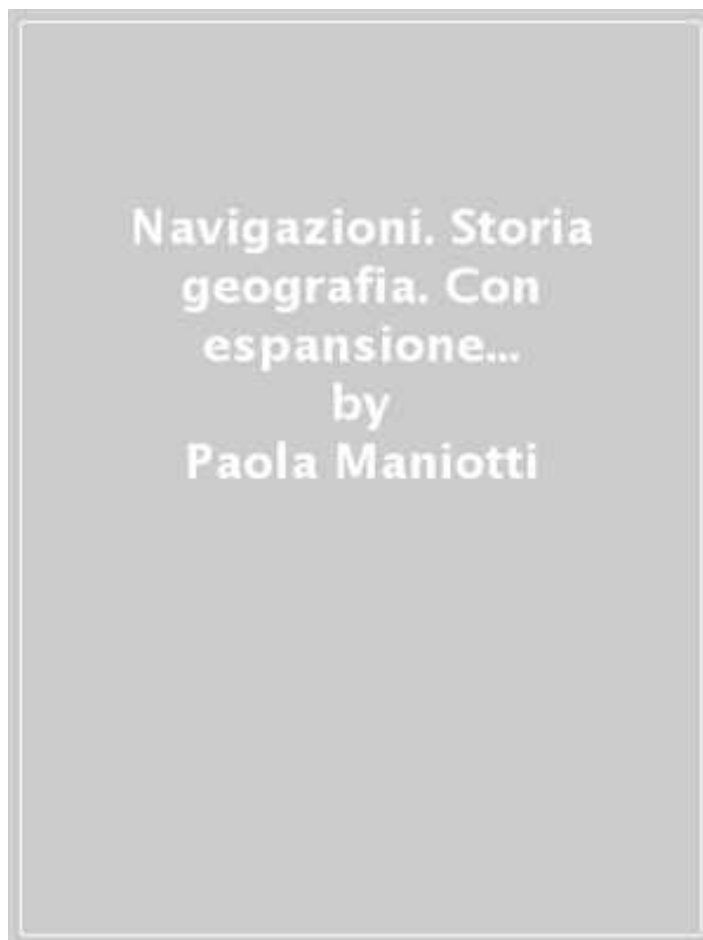 Navigazioni. Storia
geografia. Con
espansione...
by
Paola Maniotti